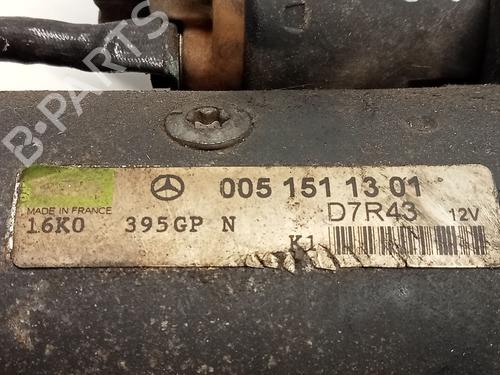 B-PARTS
005 151 13 01
MADE IN FRANCE
D7R43 12V
16K0 395GP N
K1